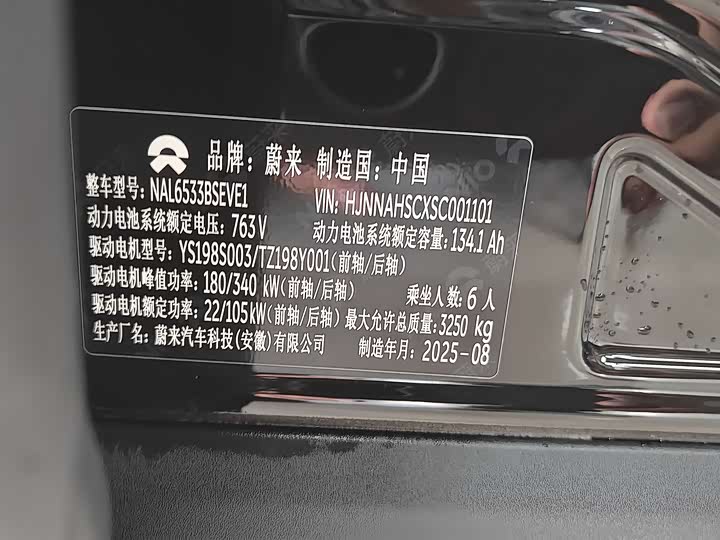 品牌：蔚来 制造国：中国
整车型号：NAL6533BSEVE1 VIN：HJNNAHSCXSC001101
动力电池系统额定电压：763V 动力电池系统额定容量：134.1 Ah
驱动电机型号：YS198S003/TZ198Y001（前轴/后轴）
驱动电机峰值功率：180/340 kW（前轴/后轴） 乘坐人数：6 人
驱动电机额定功率：22/105kW（前轴/后轴） 最大允许总质量：3250 kg
生产厂名：蔚来汽车科技（安徽）有限公司 制造年月：2025-08